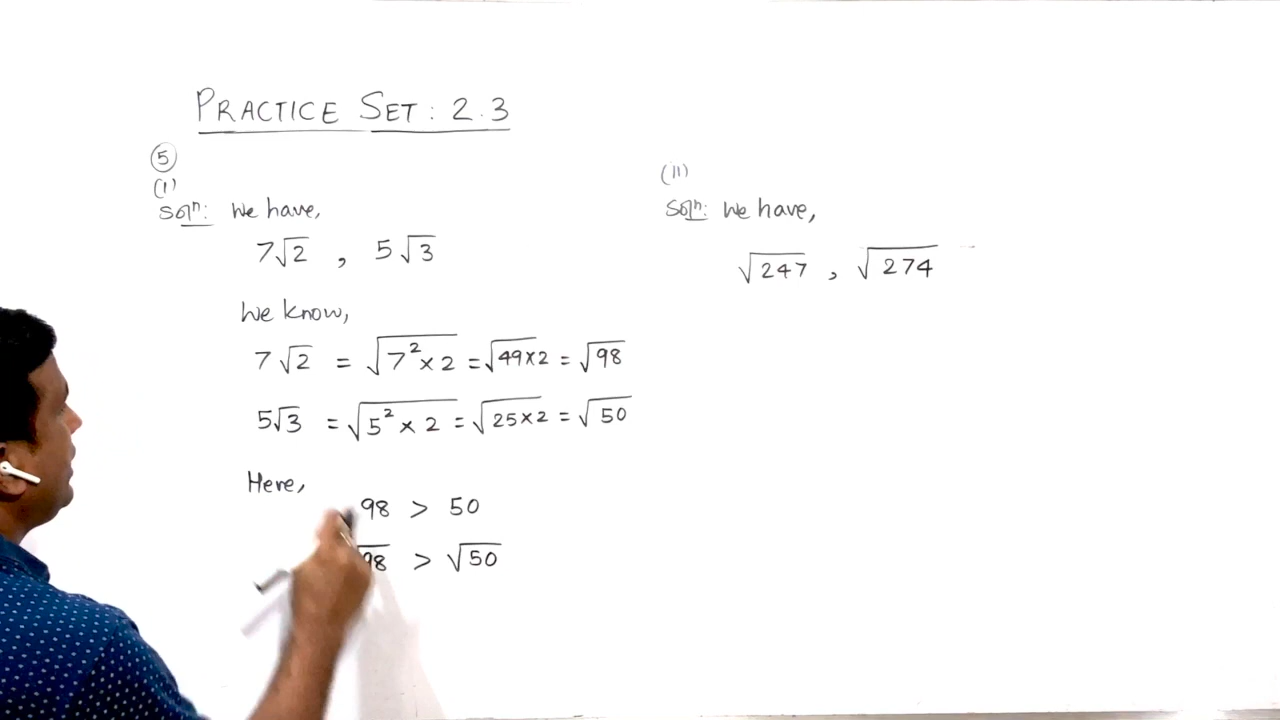 PRACTICE SET: 2.3
(5)
(1)
Solⁿ: We have,
7√2 , 5√3
We know,
7√2 = √(7² × 2) = √(49×2) = √98
5√3 = √(5² × 2) = √(25×2) = √50
Here,
98 > 50
√98 > √50
(11)
Solⁿ: We have,
√247 , √274